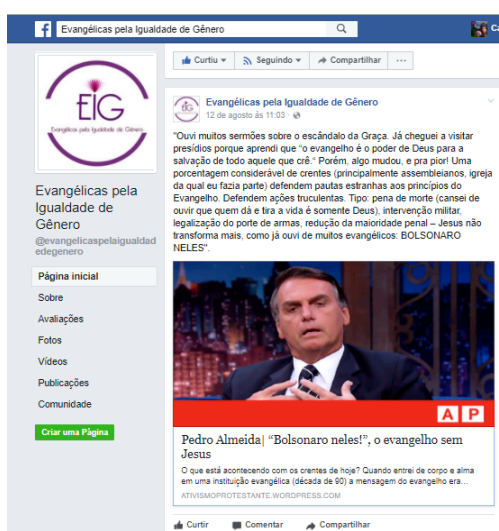 Evangélicas pela Igualdade de Gênero
Ca
EIG
Evangélicas pela Igualdade de Gênero
Evangélicas pela
Igualdade de
Gênero
@evangelicaspelaigualdad
edegenero
Página inicial
Sobre
Avaliações
Fotos
Vídeos
Publicações
Comunidade
Criar uma Página
Curtiu
Seguindo
Compartilhar
EIG
Evangélicas pela Igualdade de Gênero
12 de agosto às 11:03 ·
"Ouvi muitos sermões sobre o escândalo da Graça. Já cheguei a visitar
presídios porque aprendi que “o evangelho é o poder de Deus para a
salvação de todo aquele que crê.“ Porém, algo mudou, e pra pior! Uma
porcentagem considerável de crentes (principalmente assembleianos, igreja
da qual eu fazia parte) defendem pautas estranhas aos princípios do
Evangelho. Defendem ações truculentas. Tipo: pena de morte (cansei de
ouvir que quem dá e tira a vida é somente Deus), intervenção militar,
legalização do porte de armas, redução da maioridade penal – Jesus não
transforma mais, como já ouvi de muitos evangélicos: BOLSONARO
NELES".
A P
Pedro Almeida| “Bolsonaro neles!”, o evangelho sem
Jesus
O que está acontecendo com os crentes de hoje? Quando entrei de corpo e alma
em uma instituição evangélica (década de 90) a mensagem do evangelho era...
ATIVISMOPROTESTANTE.WORDPRESS.COM
Curtir
Comentar
Compartilhar